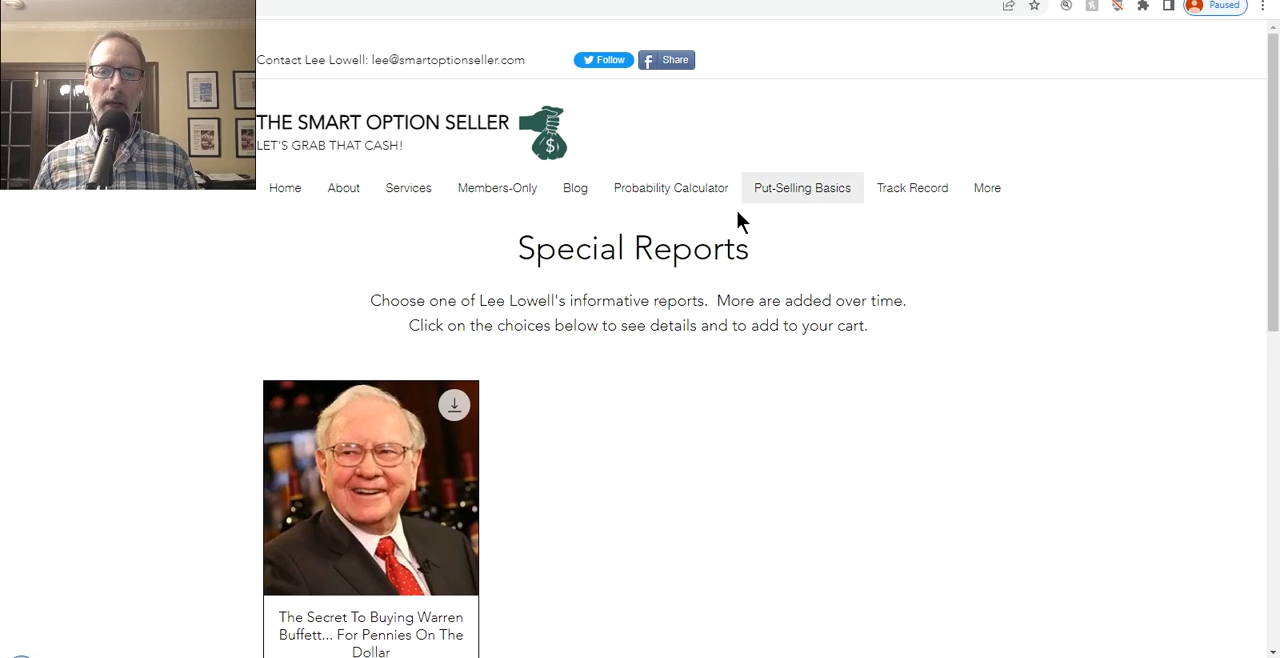 Paused
Contact Lee Lowell: lee@smartoptionseller.com
Follow
f Share
THE SMART OPTION SELLER
$
LET'S GRAB THAT CASH!
Home About Services Members-Only Blog Probability Calculator Put-Selling Basics Track Record More
Special Reports
Choose one of Lee Lowell's informative reports. More are added over time.
Click on the choices below to see details and to add to your cart.
The Secret To Buying Warren
Buffett... For Pennies On The
Dollar